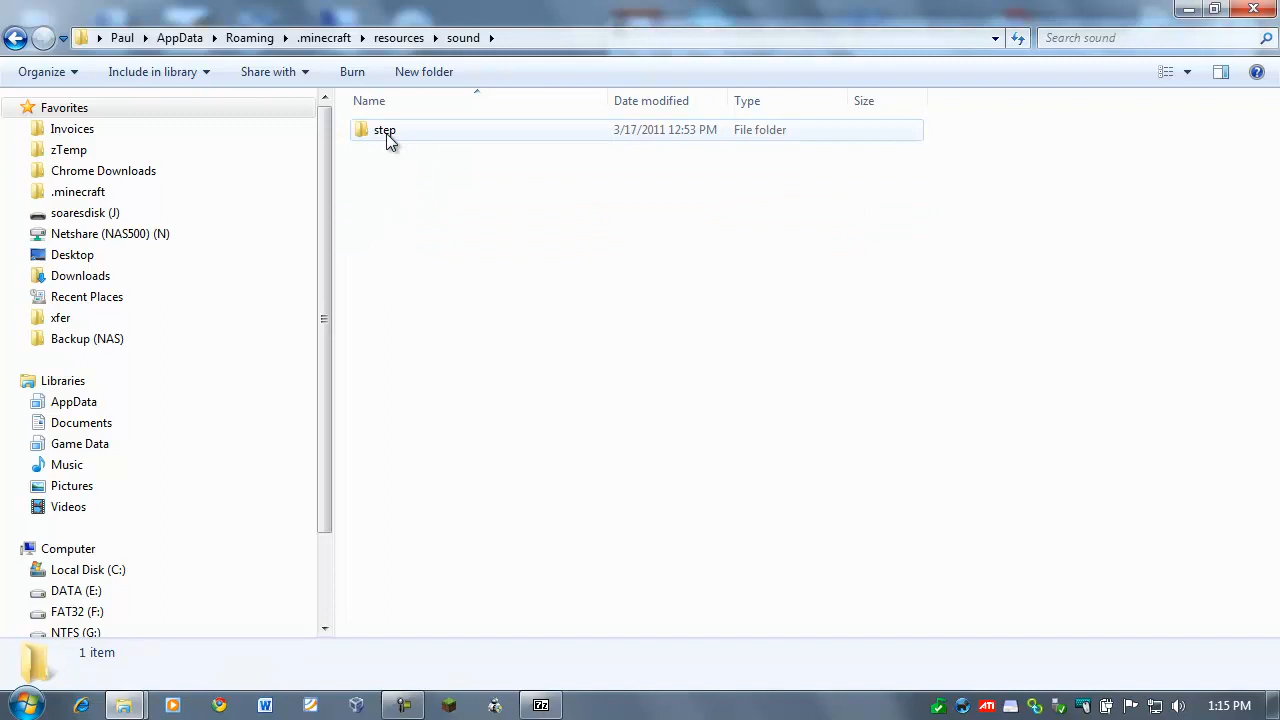 Paul AppData Roaming .minecraft resources sound Search sound
Organize Include in library Share with Burn New folder
Name Date modified Type Size
step 3/17/2011 12:53 PM File folder
Favorites
Invoices
zTemp
Chrome Downloads
.minecraft
soaresdisk (J)
Netshare (NAS500) (N)
Desktop
Downloads
Recent Places
xfer
Backup (NAS)
Libraries
AppData
Documents
Game Data
Music
Pictures
Videos
Computer
Local Disk (C:)
DATA (E:)
FAT32 (F:)
NTFS (G:)
1 item
ATI 1:15 PM